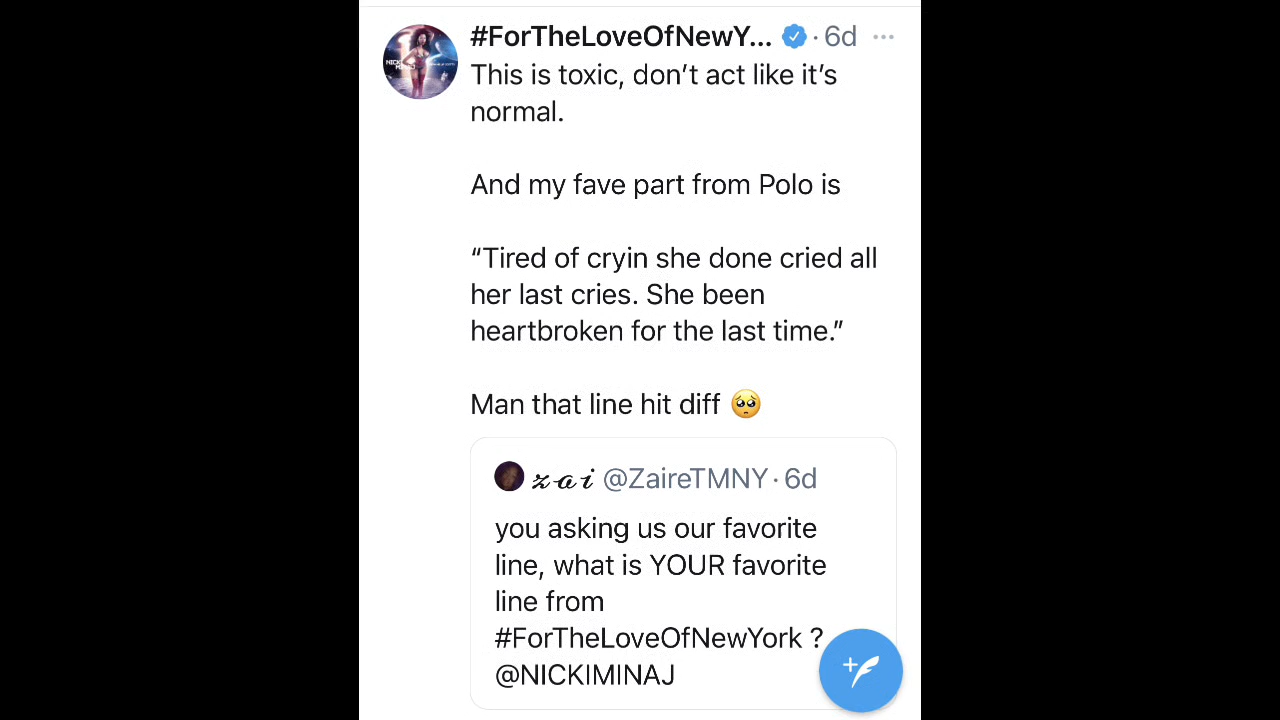 #ForTheLoveOfNewY... · 6d ...
This is toxic, don’t act like it’s
normal.
And my fave part from Polo is
“Tired of cryin she done cried all
her last cries. She been
heartbroken for the last time.”
Man that line hit diff 🥺
𝓏𝒶𝒾 @ZaireTMNY · 6d
you asking us our favorite
line, what is YOUR favorite
line from
#ForTheLoveOfNewYork ?
@NICKIMINAJ